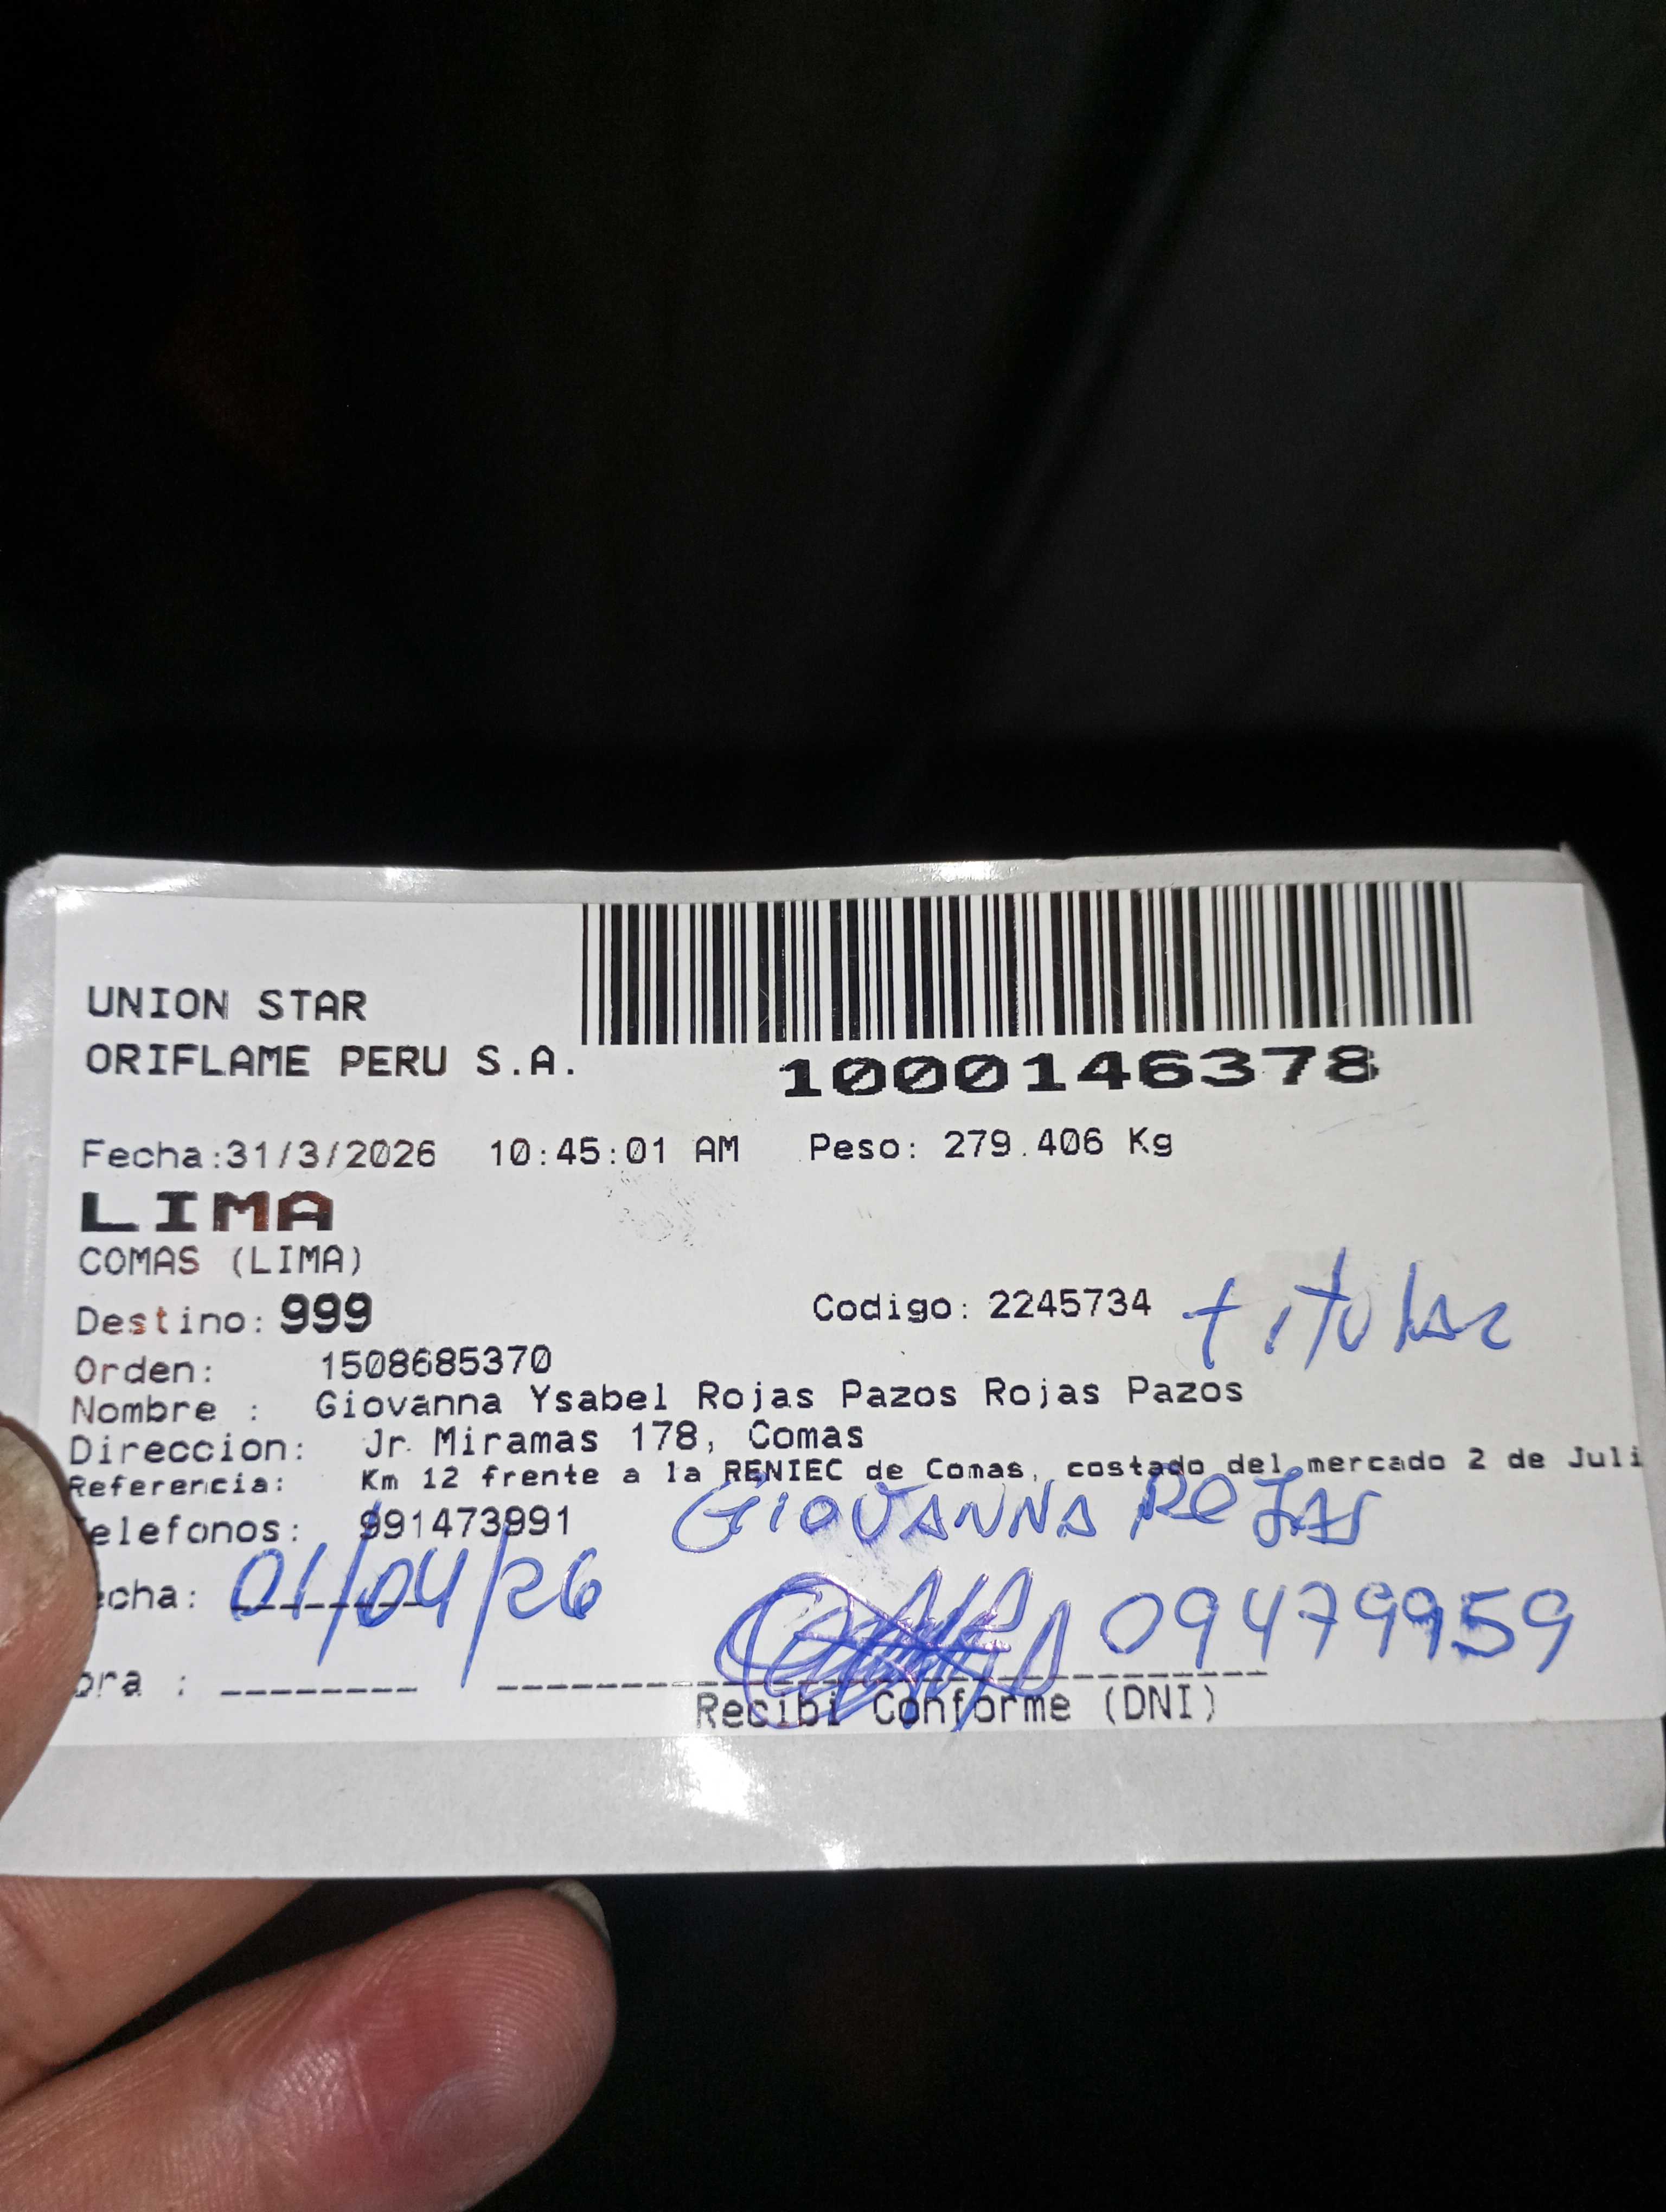 UNION STAR
ORIFLAME PERU S.A.
1000146378
Fecha:31/3/2026 10:45:01 AM Peso: 279.406 Kg
LIMA
COMAS (LIMA)
Destino: 999 Codigo: 2245734 titular
Orden: 1508685370
Nombre : Giovanna Ysabel Rojas Pazos Rojas Pazos
Direccion: Jr. Miramas 178, Comas
Referencia: Km 12 frente a la RENIEC de Comas, costado del mercado 2 de Juli
elefonos: 991473991 GIOVANNA ROJAS
echa: 01/04/26 09479959
ora :
Recibi Conforme (DNI)